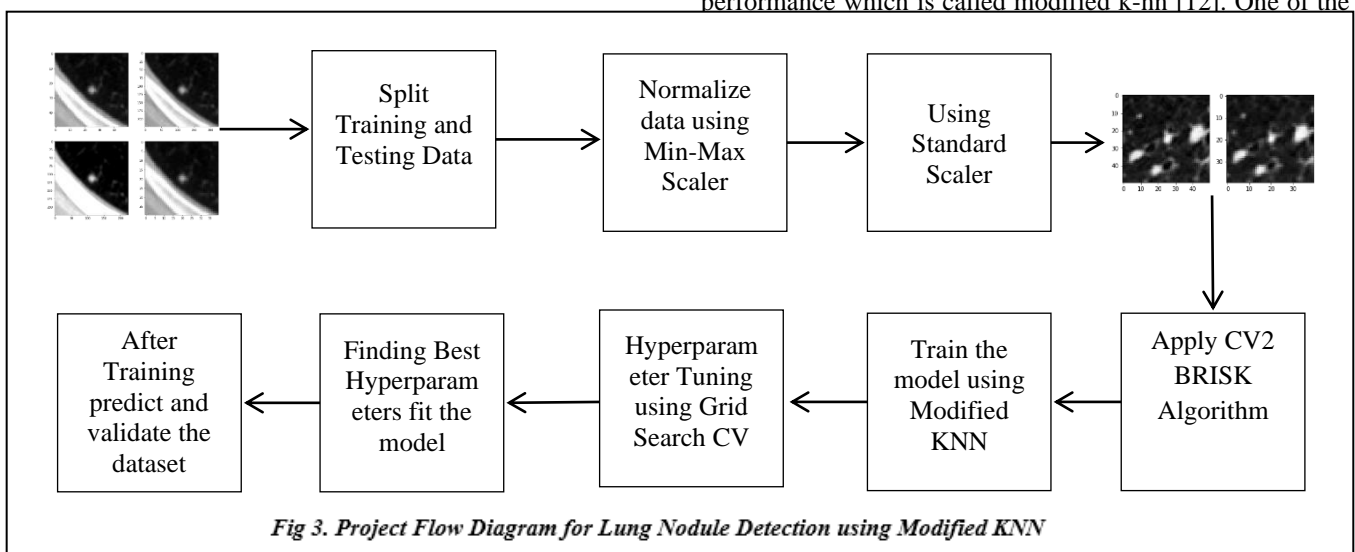 performance which is called modified k-nn [12]. One of the
Split
Training and
Testing Data
Normalize
data using
Min-Max
Scaler
Using
Standard
Scaler
Apply CV2
BRISK
Algorithm
Train the
model using
Modified
KNN
Hyperparam
eter Tuning
using Grid
Search CV
Finding Best
Hyperparam
eters fit the
model
After
Training
predict and
validate the
dataset
Fig 3. Project Flow Diagram for Lung Nodule Detection using Modified KNN